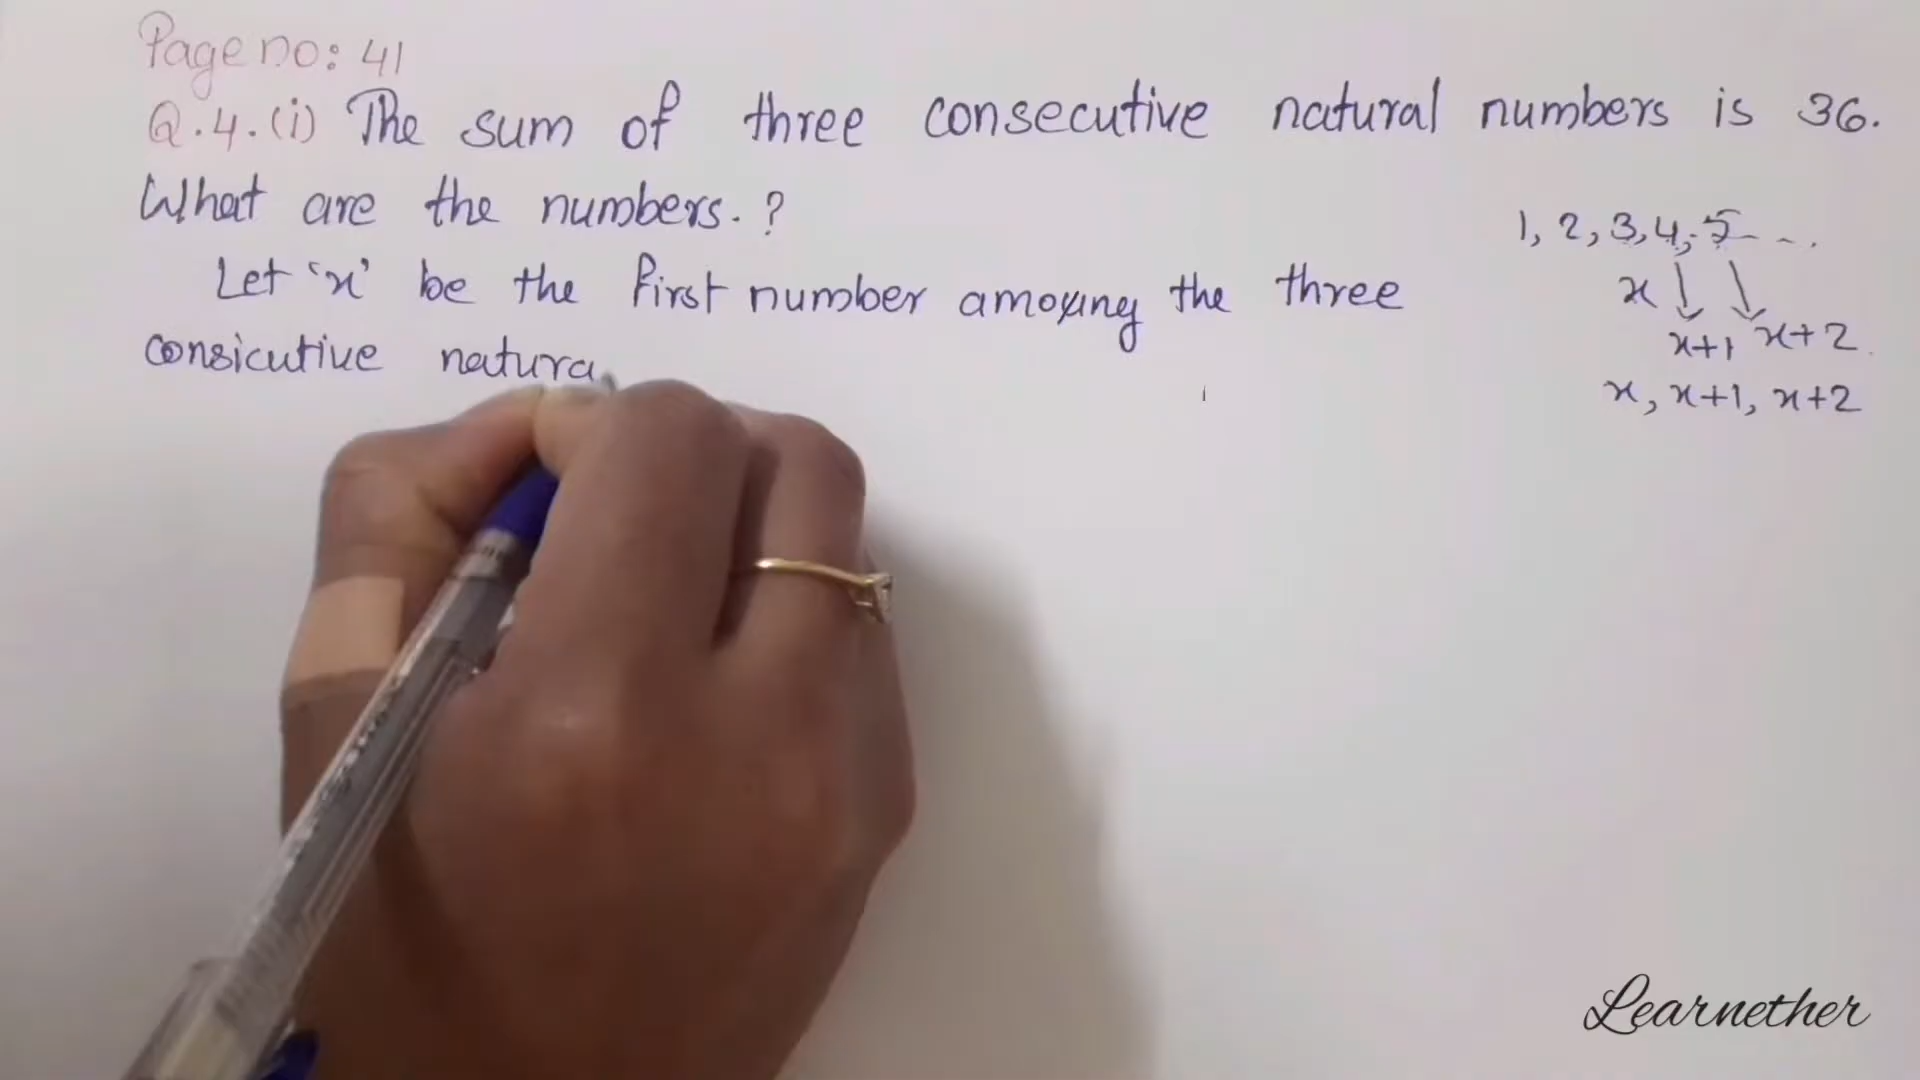 Page no: 41
Q.4.(i) The sum of three consecutive natural numbers is 36.
What are the numbers.?
1, 2, 3, 4, 5 - - .
Let 'x' be the first number amoung the three
x
x+1 x+2
consicutive natura
x, x+1, x+2
Learnether